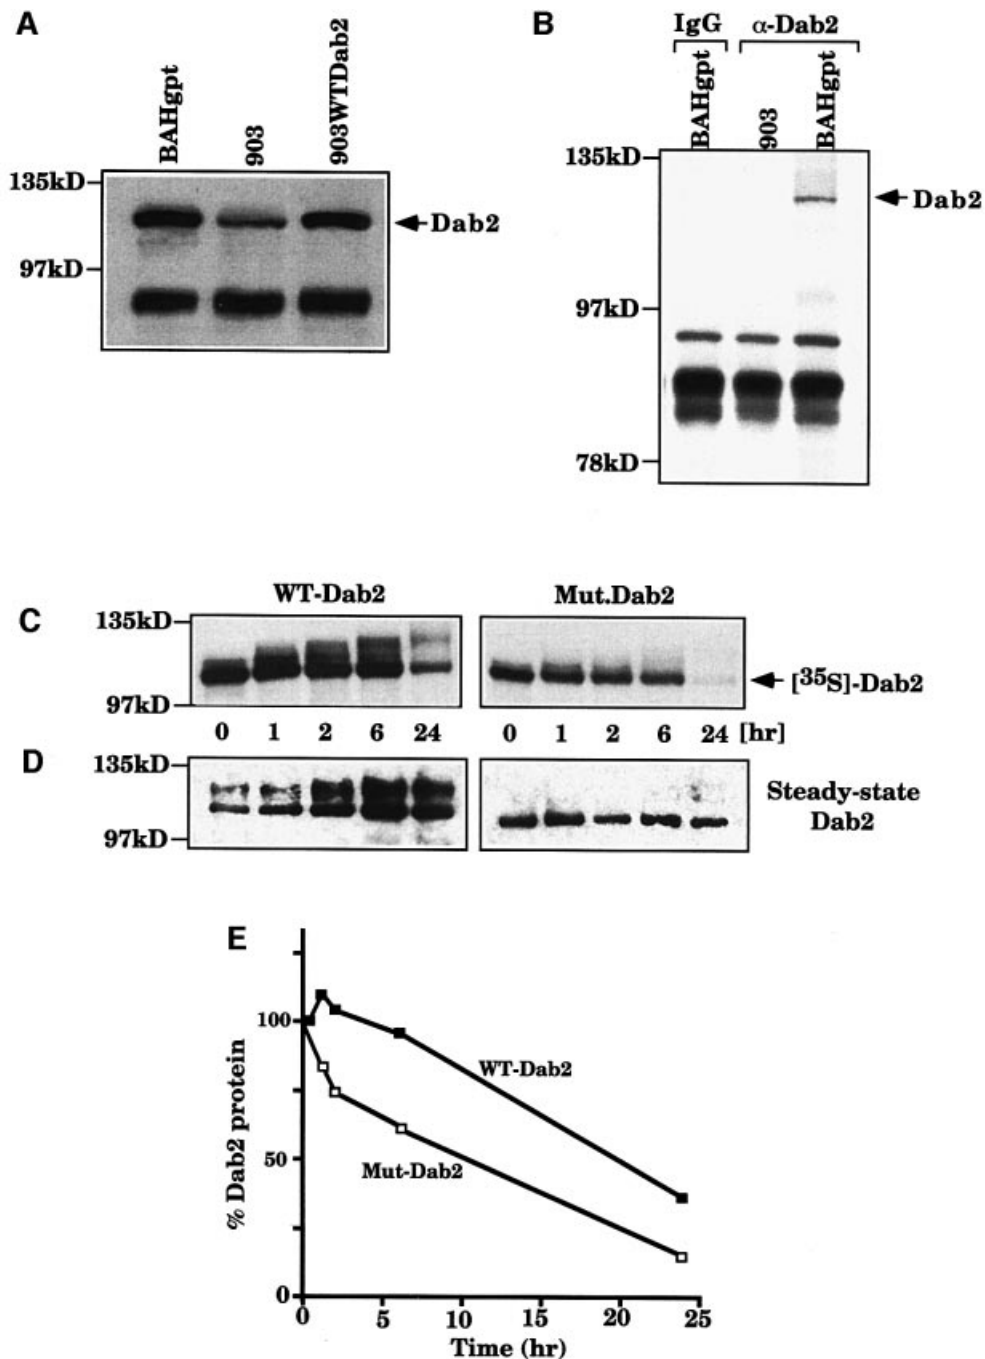 A
BAHgpt
903
903WTDab2
135kD
97kD
Dab2
B
IgG
α-Dab2
BAHgpt
903
BAHgpt
135kD
97kD
78kD
Dab2
C
WT-Dab2
Mut.Dab2
135kD
97kD
[³⁵S]-Dab2
0 1 2 6 24
0 1 2 6 24 [hr]
D
135kD
97kD
Steady-state
Dab2
E
% Dab2 protein
100
50
0
WT-Dab2
Mut-Dab2
0 5 10 15 20 25
Time (hr)